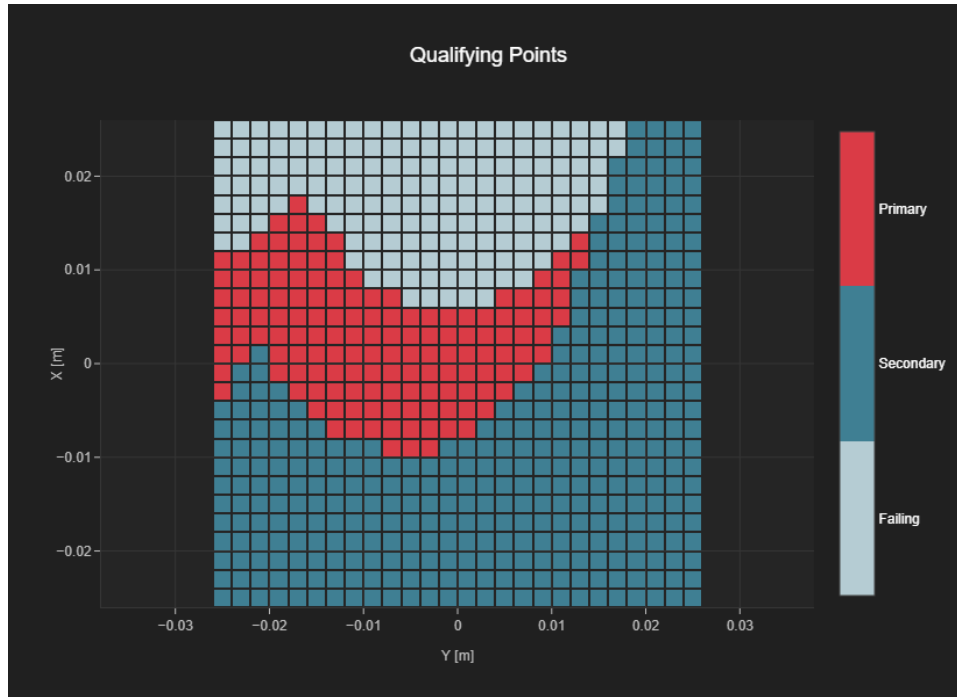 Qualifying Points
X [m]
0.02
0.01
0
−0.01
−0.02
−0.03
−0.02
−0.01
0
0.01
0.02
0.03
Y [m]
Primary
Secondary
Failing